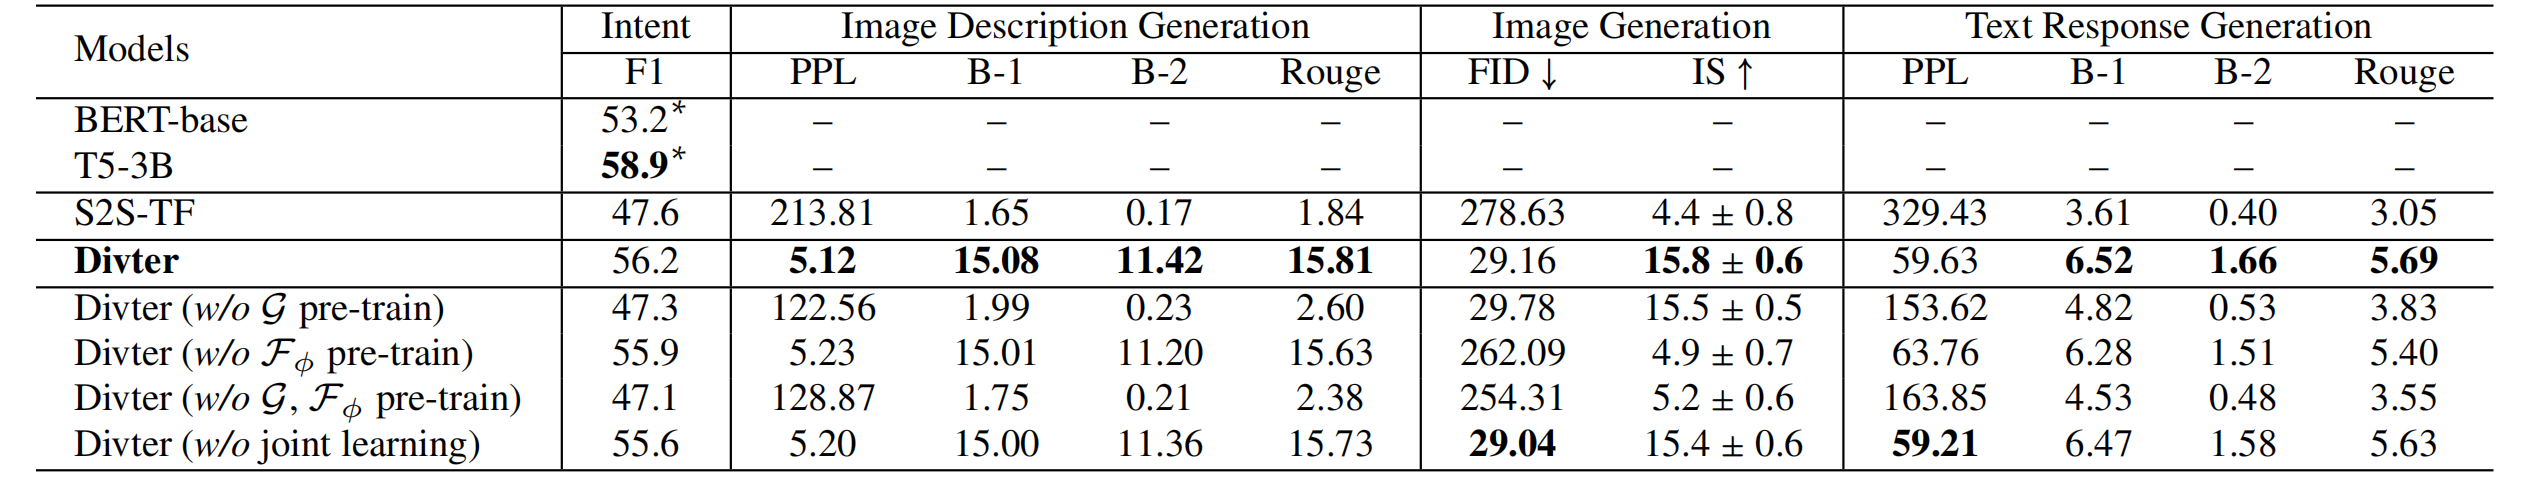 Models Intent Image Description Generation Image Generation Text Response Generation
F1 PPL B-1 B-2 Rouge FID ↓ IS ↑ PPL B-1 B-2 Rouge
BERT-base 53.2* – – – – – – – – – –
T5-3B 58.9* – – – – – – – – – –
S2S-TF 47.6 213.81 1.65 0.17 1.84 278.63 4.4 ± 0.8 329.43 3.61 0.40 3.05
Divter 56.2 5.12 15.08 11.42 15.81 29.16 15.8 ± 0.6 59.63 6.52 1.66 5.69
Divter (w/o 𝒢 pre-train) 47.3 122.56 1.99 0.23 2.60 29.78 15.5 ± 0.5 153.62 4.82 0.53 3.83
Divter (w/o ℱϕ pre-train) 55.9 5.23 15.01 11.20 15.63 262.09 4.9 ± 0.7 63.76 6.28 1.51 5.40
Divter (w/o 𝒢, ℱϕ pre-train) 47.1 128.87 1.75 0.21 2.38 254.31 5.2 ± 0.6 163.85 4.53 0.48 3.55
Divter (w/o joint learning) 55.6 5.20 15.00 11.36 15.73 29.04 15.4 ± 0.6 59.21 6.47 1.58 5.63